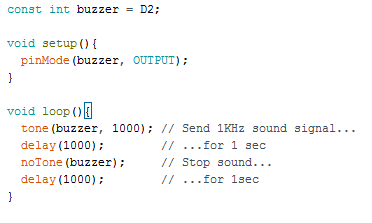 const int buzzer = D2;

void setup(){
  pinMode(buzzer, OUTPUT);
}

void loop(){
  tone(buzzer, 1000); // Send 1KHz sound signal...
  delay(1000);        // ...for 1 sec
  noTone(buzzer);     // Stop sound...
  delay(1000);        // ...for 1sec
}